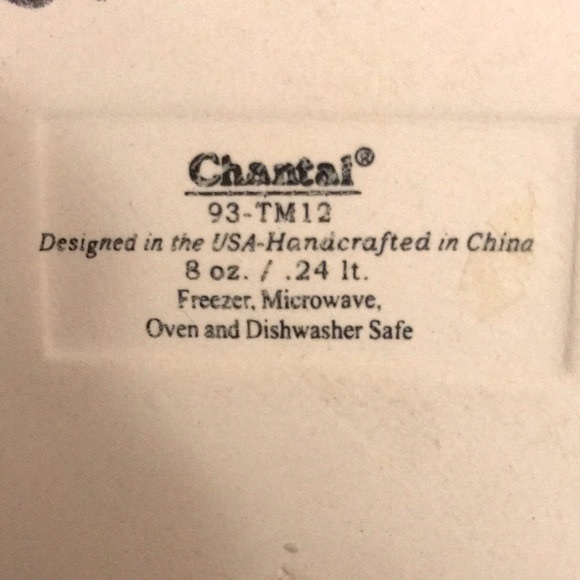 Chantal®
93-TM12
Designed in the USA-Handcrafted in China
8 oz. / .24 lt.
Freezer, Microwave,
Oven and Dishwasher Safe